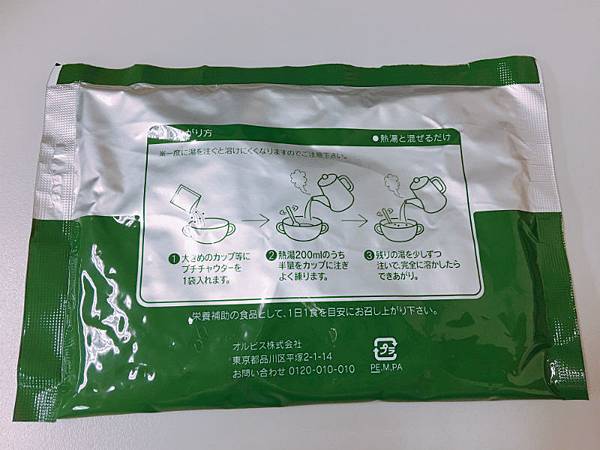 がり方
●熱湯と混ぜるだけ
※一度に湯を注ぐと溶けにくくなりますのでご注意下さい。
1 大きめのカップ等に
プチチャウターを
1袋入れます。
2 熱湯200mlのうち
半量をカップに注ぎ
よく練ります。
3 残りの湯を少しずつ
注いで、完全に溶かしたら
できあがり。
栄養補助の食品として、1日1食を目安にお召し上がり下さい。
オルビス株式会社
東京都品川区平塚2-1-14
お問い合わせ 0120-010-010
プラ
PE,M,PA